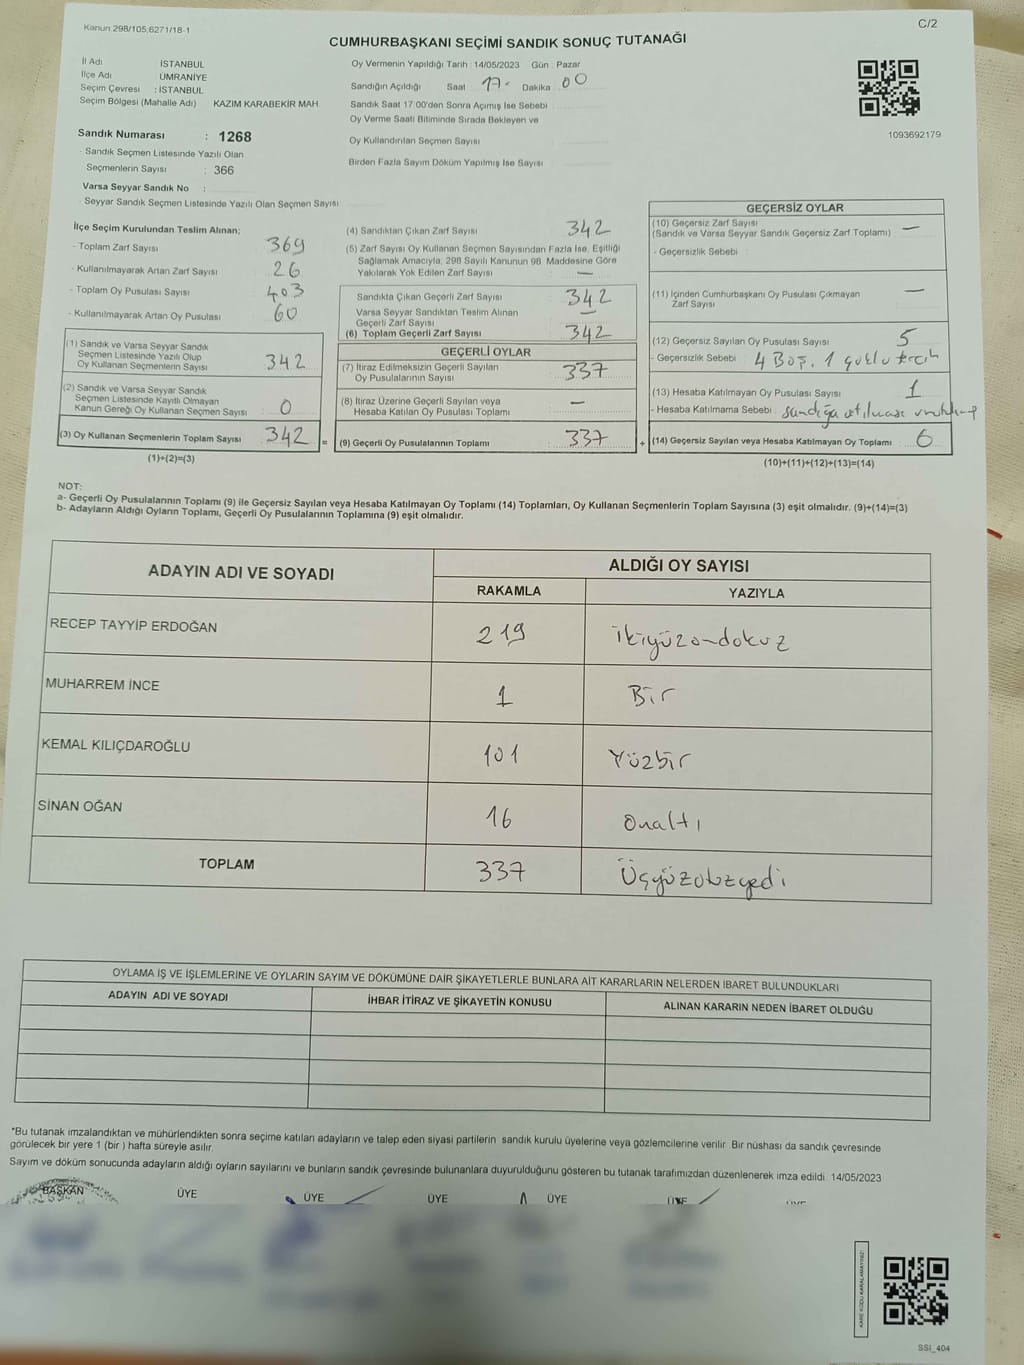 Kanun.298/105,6271/18-1
C/2
CUMHURBAŞKANI SEÇİMİ SANDIK SONUÇ TUTANAĞI
İl Adı İSTANBUL
İlçe Adı ÜMRANİYE
Seçim Çevresi : İSTANBUL
Seçim Bölgesi (Mahalle Adı) KAZIM KARABEKİR MAH.
Sandık Numarası : 1268
- Sandık Seçmen Listesinde Yazılı Olan
Seçmenlerin Sayısı : 366
Varsa Seyyar Sandık No :
- Seyyar Sandık Seçmen Listesinde Yazılı Olan Seçmen Sayısı
Oy Vermenin Yapıldığı Tarih : 14/05/2023 Gün : Pazar
Sandığın Açıldığı Saat 17. Dakika 00
Sandık Saat 17:00'den Sonra Açımış İse Sebebi
Oy Verme Saati Bitiminde Sırada Bekleyen ve
Oy Kullandırılan Seçmen Sayısı
Birden Fazla Sayım Döküm Yapılmış İse Sayısı
1093692179
İlçe Seçim Kurulundan Teslim Alınan;
- Toplam Zarf Sayısı 369
- Kullanılmayarak Artan Zarf Sayısı 26
- Toplam Oy Pusulası Sayısı 403
- Kullanılmayarak Artan Oy Pusulası 60
(1) Sandık ve Varsa Seyyar Sandık
Seçmen Listesinde Yazılı Olup
Oy Kullanan Seçmenlerin Sayısı 342
(2) Sandık ve Varsa Seyyar Sandık
Seçmen Listesinde Kayıtlı Olmayan
Kanun Gereği Oy Kullanan Seçmen Sayısı 0
(3) Oy Kullanan Seçmenlerin Toplam Sayısı 342 =
(1)+(2)=(3)
(4) Sandıktan Çıkan Zarf Sayısı 342
(5) Zarf Sayısı Oy Kullanan Seçmen Sayısından Fazla İse, Eşitliği
Sağlamak Amacıyla, 298 Sayılı Kanunun 98. Maddesine Göre
Yakılarak Yok Edilen Zarf Sayısı —
Sandıkta Çıkan Geçerli Zarf Sayısı 342
Varsa Seyyar Sandıktan Teslim Alınan
Geçerli Zarf Sayısı —
(6) Toplam Geçerli Zarf Sayısı 342
GEÇERLİ OYLAR
(7) İtiraz Edilmeksizin Geçerli Sayılan
Oy Pusulalarının Sayısı 337
(8) İtiraz Üzerine Geçerli Sayılan veya
Hesaba Katılan Oy Pusulası Toplamı —
(9) Geçerli Oy Pusulalarının Toplamı 337 +
GEÇERSİZ OYLAR
(10) Geçersiz Zarf Sayısı
(Sandık ve Varsa Seyyar Sandık Geçersiz Zarf Toplamı) —
- Geçersizlik Sebebi :
(11) İçinden Cumhurbaşkanı Oy Pusulası Çıkmayan
Zarf Sayısı —
(12) Geçersiz Sayılan Oy Pusulası Sayısı 5
- Geçersizlik Sebebi : 4 Boş, 1 çoklu tercih
(13) Hesaba Katılmayan Oy Pusulası Sayısı 1
- Hesaba Katılmama Sebebi : sandığa atılması
(14) Geçersiz Sayılan veya Hesaba Katılmayan Oy Toplamı 6
(10)+(11)+(12)+(13)=(14)
NOT:
a- Geçerli Oy Pusulalarının Toplamı (9) ile Geçersiz Sayılan veya Hesaba Katılmayan Oy Toplamı (14) Toplamları, Oy Kullanan Seçmenlerin Toplam Sayısına (3) eşit olmalıdır. (9)+(14)=(3)
b- Adayların Aldığı Oyların Toplamı, Geçerli Oy Pusulalarının Toplamına (9) eşit olmalıdır.
ADAYIN ADI VE SOYADI
ALDIĞI OY SAYISI
RAKAMLA YAZIYLA
RECEP TAYYİP ERDOĞAN 219 İkiyüzondokuz
MUHARREM İNCE 1 Bir
KEMAL KILIÇDAROĞLU 101 Yüzbir
SİNAN OĞAN 16 Onaltı
TOPLAM 337 Üçyüzotuzyedi
OYLAMA İŞ VE İŞLEMLERİNE VE OYLARIN SAYIM VE DÖKÜMÜNE DAİR ŞİKAYETLERLE BUNLARA AİT KARARLARIN NELERDEN İBARET BULUNDUKLARI
ADAYIN ADI VE SOYADI İHBAR İTİRAZ VE ŞİKAYETİN KONUSU ALINAN KARARIN NEDEN İBARET OLDUĞU
*Bu tutanak imzalandıktan ve mühürlendikten sonra seçime katılan adayların ve talep eden siyasi partilerin sandık kurulu üyelerine veya gözlemcilerine verilir. Bir nüshası da sandık çevresinde
görülecek bir yere 1 (bir ) hafta süreyle asılır.
Sayım ve döküm sonucunda adayların aldığı oyların sayılarını ve bunların sandık çevresinde bulunanlara duyurulduğunu gösteren bu tutanak tarafımızdan düzenlenerek imza edildi. 14/05/2023
BAŞKAN ÜYE ÜYE ÜYE ÜYE ÜYE ÜYE
KARE KODU KARALAMAYINIZ!
SSI_404